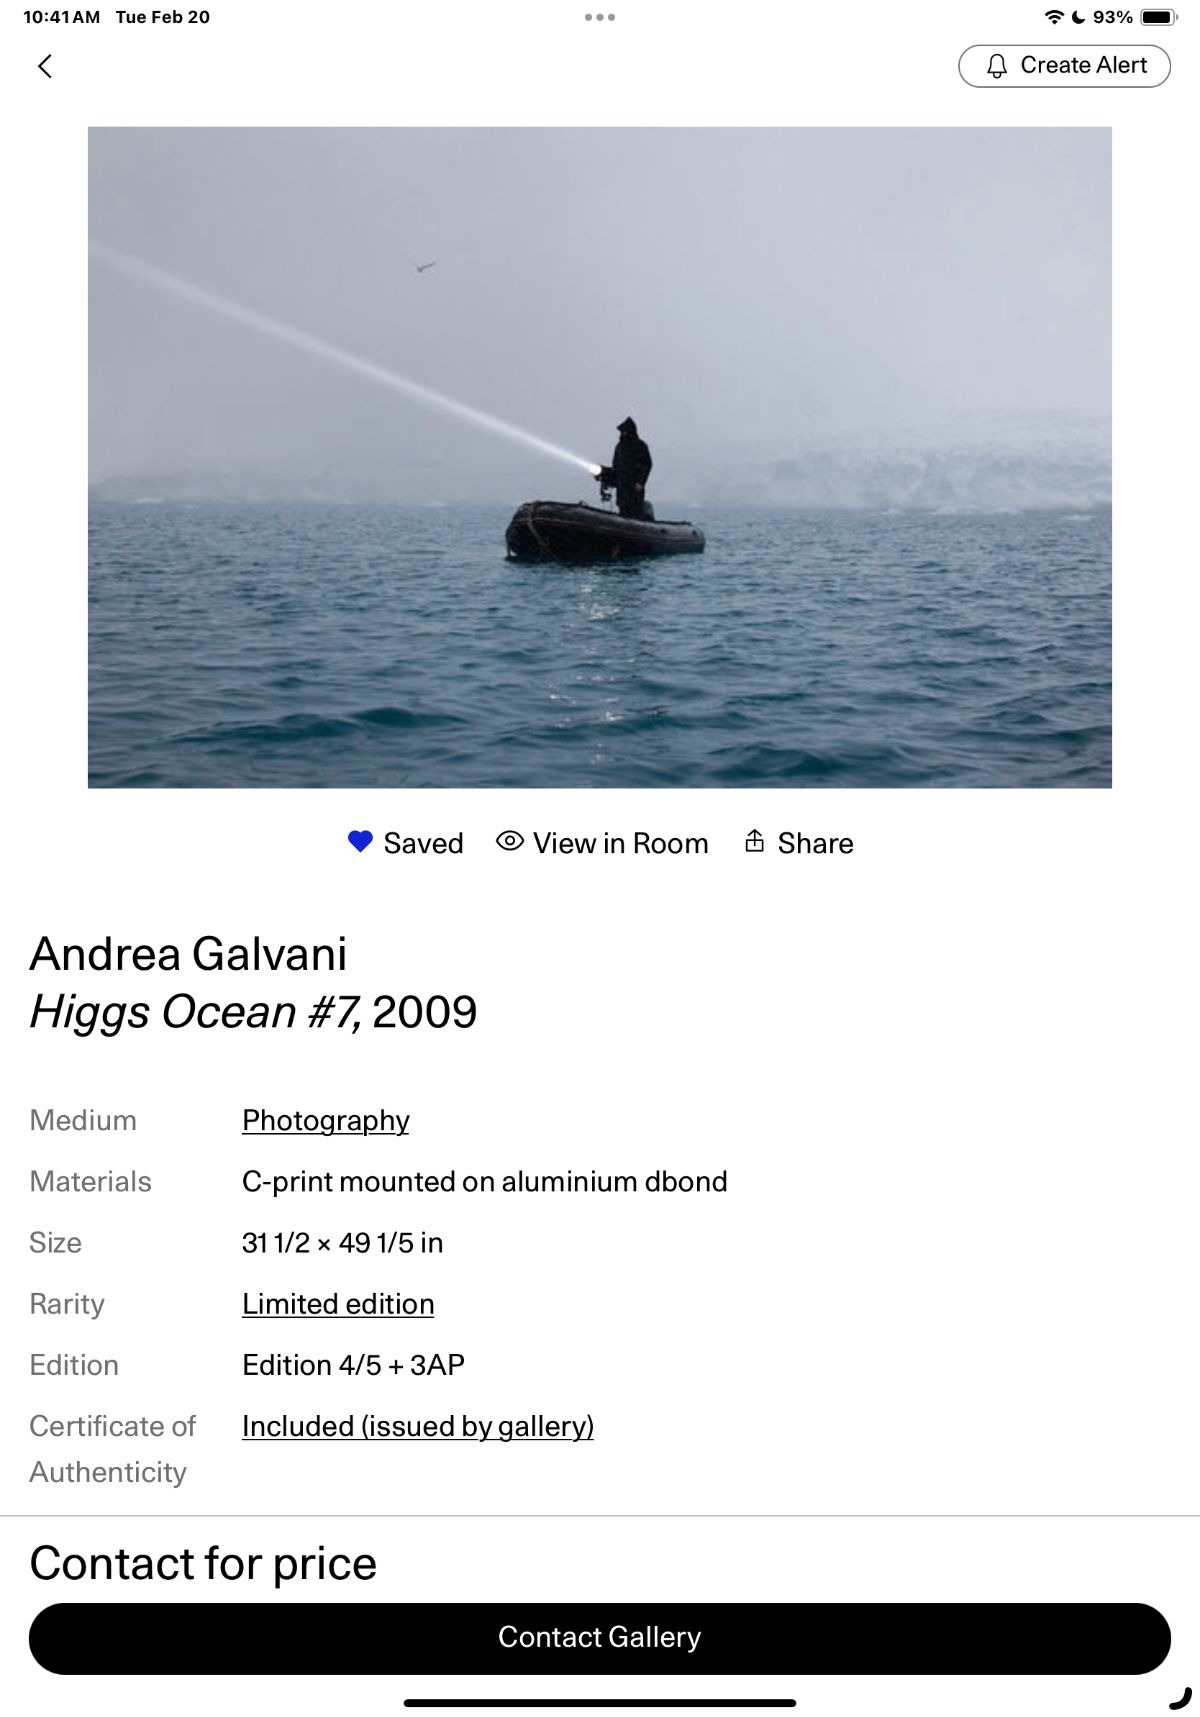 10:41 AM Tue Feb 20
93%
Create Alert
Saved View in Room Share
Andrea Galvani
Higgs Ocean #7, 2009
Medium Photography
Materials C-print mounted on aluminium dbond
Size 31 1/2 × 49 1/5 in
Rarity Limited edition
Edition Edition 4/5 + 3AP
Certificate of Included (issued by gallery)
Authenticity
Contact for price
Contact Gallery